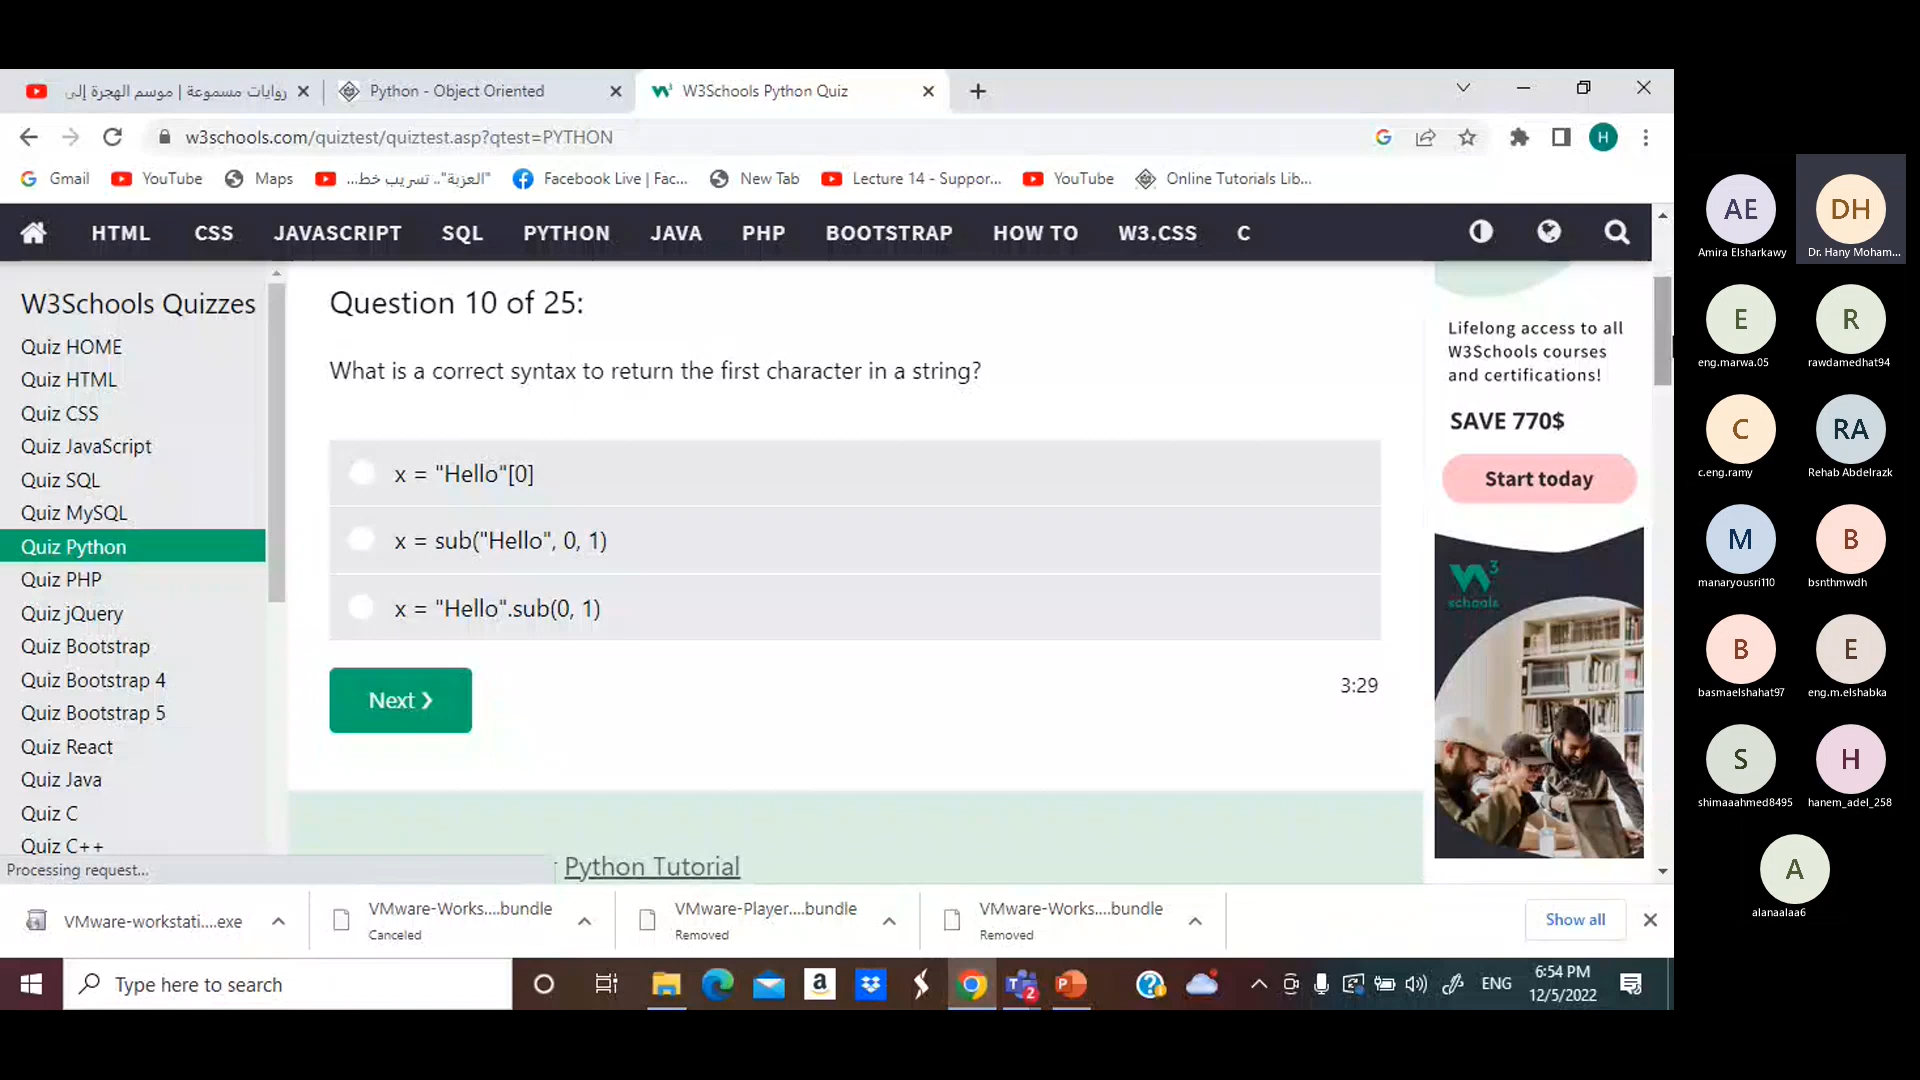 روايات مسموعة | موسم الهجرة إلى
Python - Object Oriented
W3Schools Python Quiz
w3schools.com/quiztest/quiztest.asp?qtest=PYTHON
H
Gmail
YouTube
Maps
"العزبة".. تسريب خط...
Facebook Live | Fac...
New Tab
Lecture 14 - Suppor...
YouTube
Online Tutorials Lib...
HTML
CSS
JAVASCRIPT
SQL
PYTHON
JAVA
PHP
BOOTSTRAP
HOW TO
W3.CSS
C
W3Schools Quizzes
Quiz HOME
Quiz HTML
Quiz CSS
Quiz JavaScript
Quiz SQL
Quiz MySQL
Quiz Python
Quiz PHP
Quiz jQuery
Quiz Bootstrap
Quiz Bootstrap 4
Quiz Bootstrap 5
Quiz React
Quiz Java
Quiz C
Quiz C++
Processing request...
Question 10 of 25:
What is a correct syntax to return the first character in a string?
x = "Hello"[0]
x = sub("Hello", 0, 1)
x = "Hello".sub(0, 1)
Next ❯
3:29
Python Tutorial
Lifelong access to all
W3Schools courses
and certifications!
SAVE 770$
Start today
W3
schools
VMware-workstati....exe
VMware-Works....bundle
Canceled
VMware-Player....bundle
Removed
VMware-Works....bundle
Removed
Show all
Type here to search
2
ENG
6:54 PM
12/5/2022
AE
Amira Elsharkawy
DH
Dr. Hany Moham...
E
eng.marwa.05
R
rawdamedhat94
C
c.eng.ramy
RA
Rehab Abdelrazk
M
manaryousri110
B
bsnthmwdh
B
basmaelshahat97
E
eng.m.elshabka
S
shimaaahmed8495
H
hanem_adel_258
A
alanaalaa6